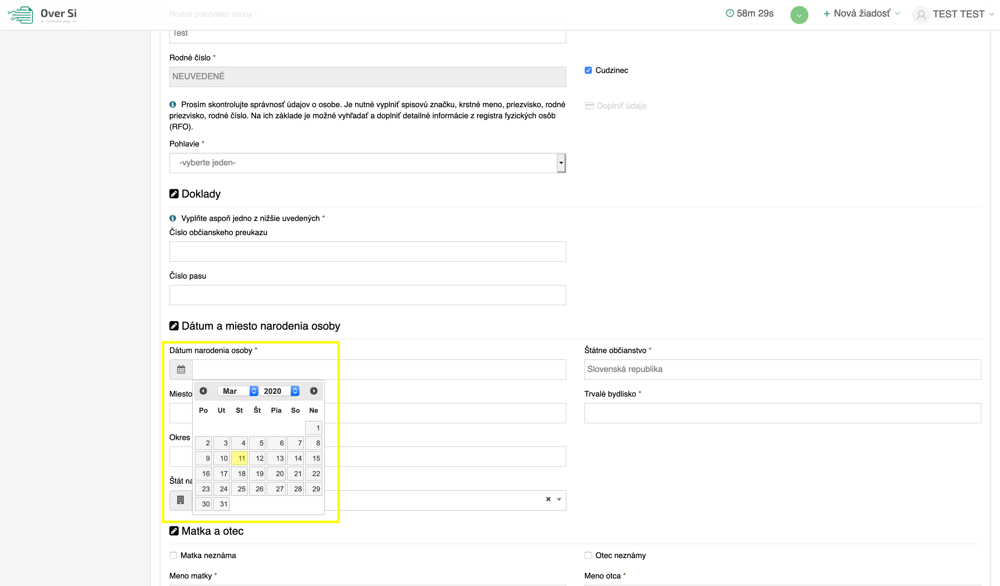 Over Si
Centrálne údaje
58m 29s
Nová žiadosť
TEST TEST
Rodné priezvisko osoby *
Test
Rodné číslo *
NEUVEDENÉ
Cudzinec
Prosím skontrolujte správnosť údajov o osobe. Je nutné vyplniť spisovú značku, krstné meno, priezvisko, rodné
priezvisko, rodné číslo. Na ich základe je možné vyhľadať a doplniť detailné informácie z registra fyzických osôb
(RFO).
Doplniť údaje
Pohlavie *
-vyberte jeden-
Doklady
Vyplňte aspoň jedno z nižšie uvedených *
Číslo občianskeho preukazu
Číslo pasu
Dátum a miesto narodenia osoby
Dátum narodenia osoby *
Štátne občianstvo *
Slovenská republika
Miesto
Trvalé bydlisko *
Okres
Štát na
Mar 2020
Po Ut St Št Pia So Ne
1
2 3 4 5 6 7 8
9 10 11 12 13 14 15
16 17 18 19 20 21 22
23 24 25 26 27 28 29
30 31
Matka a otec
Matka neznáma
Otec neznámy
Meno matky *
Meno otca *